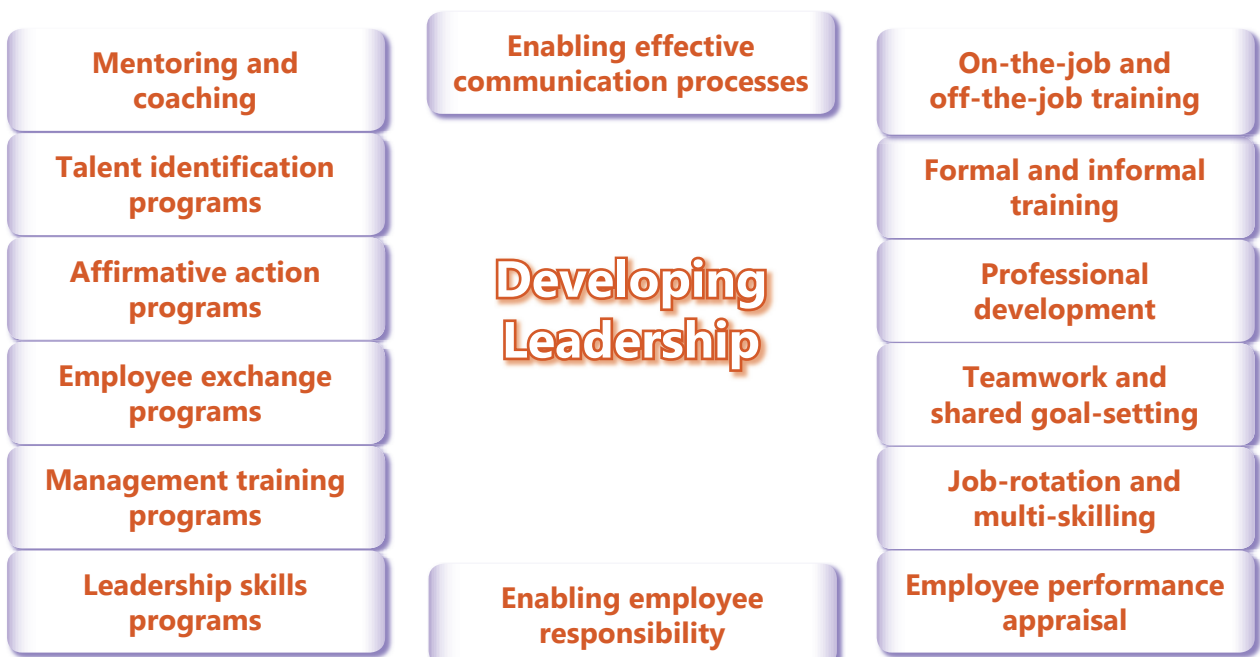 Mentoring and
coaching
Talent identification
programs
Affirmative action
programs
Employee exchange
programs
Management training
programs
Leadership skills
programs
Enabling effective
communication processes
Developing
Leadership
Enabling employee
responsibility
On-the-job and
off-the-job training
Formal and informal
training
Professional
development
Teamwork and
shared goal-setting
Job-rotation and
multi-skilling
Employee performance
appraisal